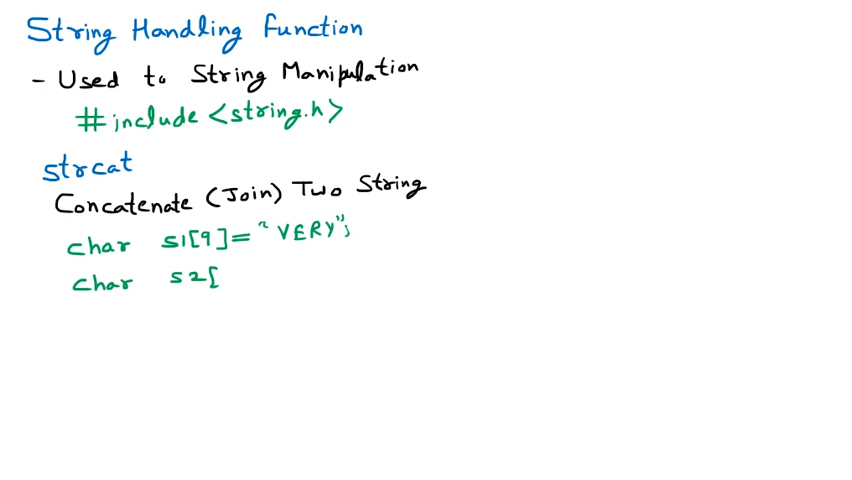 String Handling Function
- Used to String Manipulation
#include <string.h>
strcat
Concatenate (Join) Two String
char s1[9]= "VERY";
char s2[